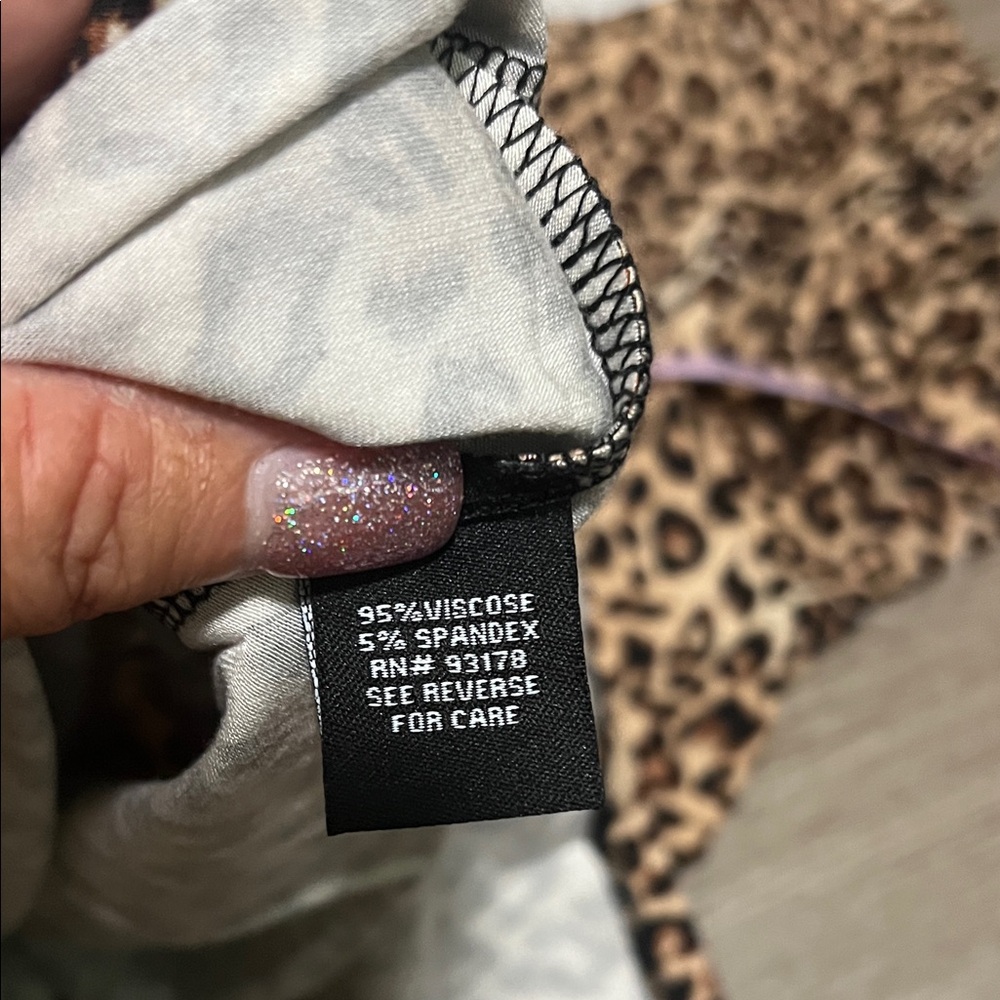 95%VISCOSE
5% SPANDEX
RN# 93178
SEE REVERSE
FOR CARE